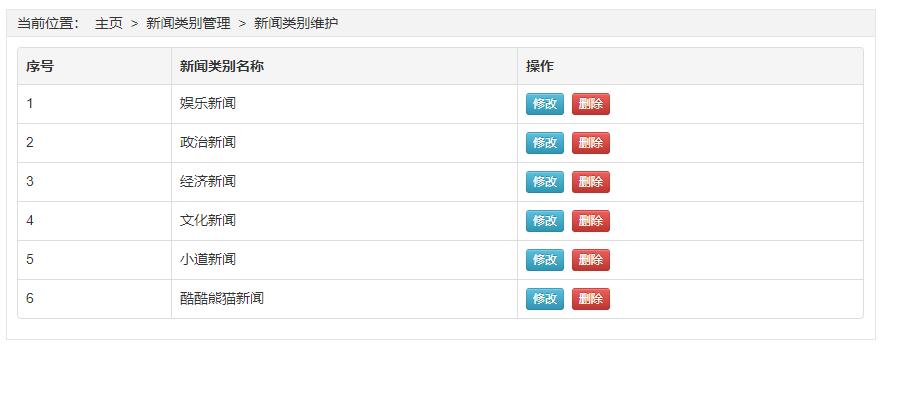 当前位置： 主页 > 新闻类别管理 > 新闻类别维护
序号 新闻类别名称 操作
1 娱乐新闻 修改 删除
2 政治新闻 修改 删除
3 经济新闻 修改 删除
4 文化新闻 修改 删除
5 小道新闻 修改 删除
6 酷酷熊猫新闻 修改 删除